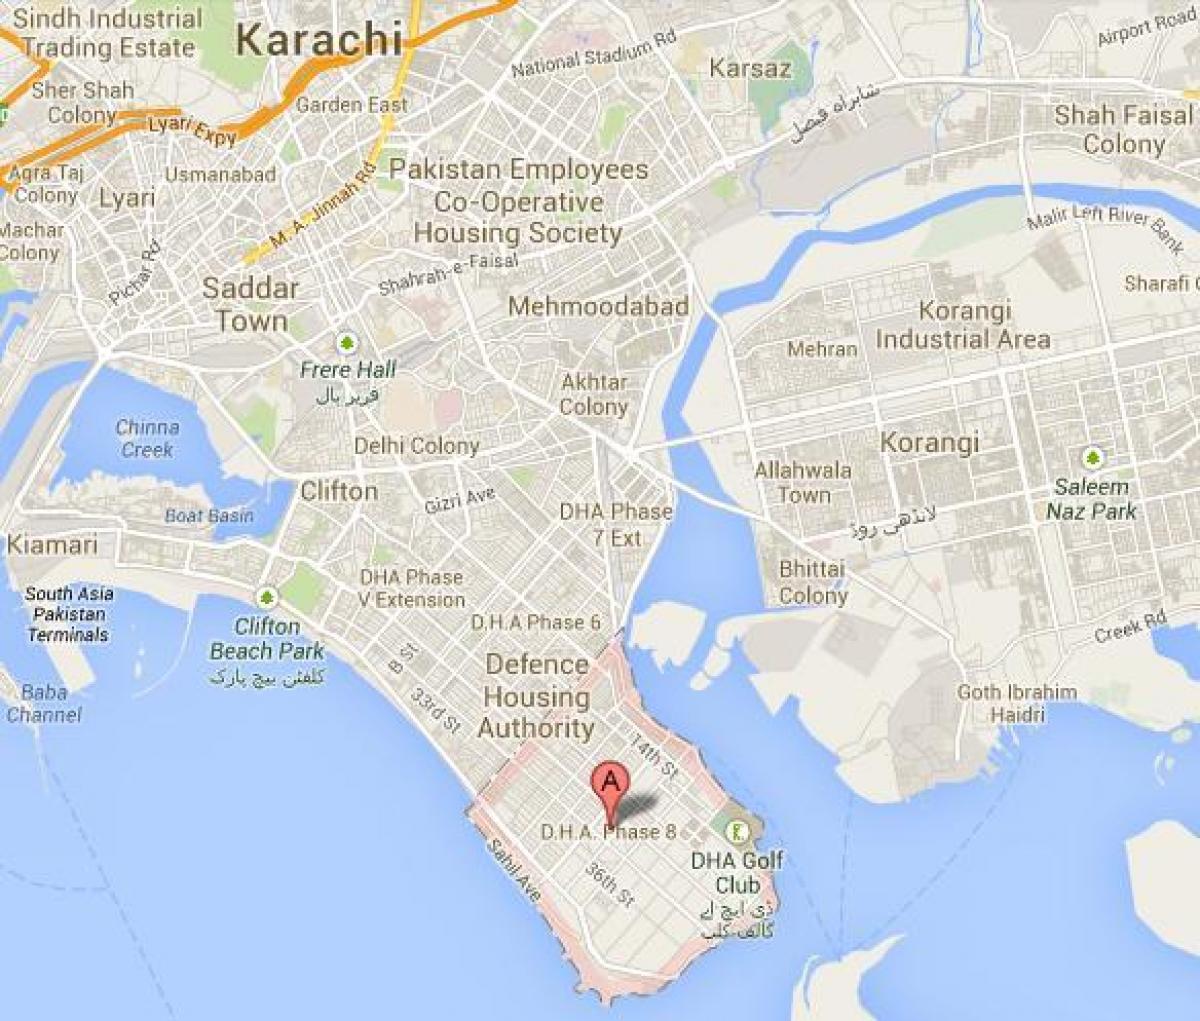 Sindh Industrial
Trading Estate
Karachi
National Stadium Rd
Karsaz
Airport Road
Sher Shah
Colony
Garden East
Lyari Expy
شاہراہ فیصل
Shah Faisal
Colony
Agra Taj
Colony
Usmanabad
Lyari
Pakistan Employees
Co-Operative
Housing Society
M. A. Jinnah Rd
Malir Left River Bank
Machar
Colony
Pichar Rd
Shahrah-e-Faisal
Saddar
Town
Mehmoodabad
Sharafi
Korangi
Industrial Area
Mehran
Frere Hall
فریر ہال
Akhtar
Colony
Chinna
Creek
Delhi Colony
Korangi
Allahwala
Town
Saleem
Naz Park
Clifton
Gizri Ave
Boat Basin
DHA Phase
7 Ext
لانڈھی روڈ
Kiamari
DHA Phase
V Extension
Bhittai
Colony
South Asia
Pakistan
Terminals
Clifton
Beach Park
کلفٹن بیچ پارک
D.H.A Phase 6
Creek Rd
B St
Defence
Housing
Authority
33rd St
Baba
Channel
Goth Ibrahim
Haidri
14th St
A
D.H.A. Phase 8
Sahil Ave
36th St
DHA Golf
Club
ڈی ایچ اے
گالف کلب